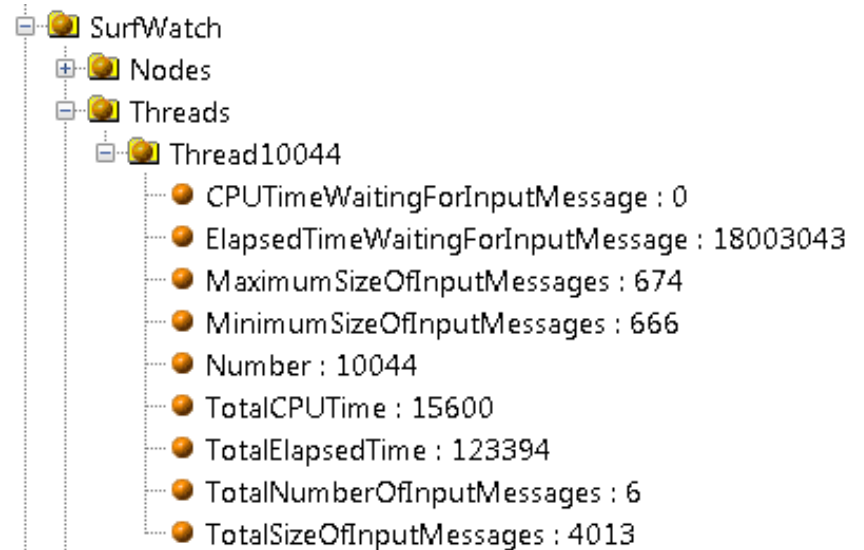 SurfWatch
Nodes
Threads
Thread10044
CPUTimeWaitingForInputMessage : 0
ElapsedTimeWaitingForInputMessage : 18003043
MaximumSizeOfInputMessages : 674
MinimumSizeOfInputMessages : 666
Number : 10044
TotalCPUTime : 15600
TotalElapsedTime : 123394
TotalNumberOfInputMessages : 6
TotalSizeOfInputMessages : 4013